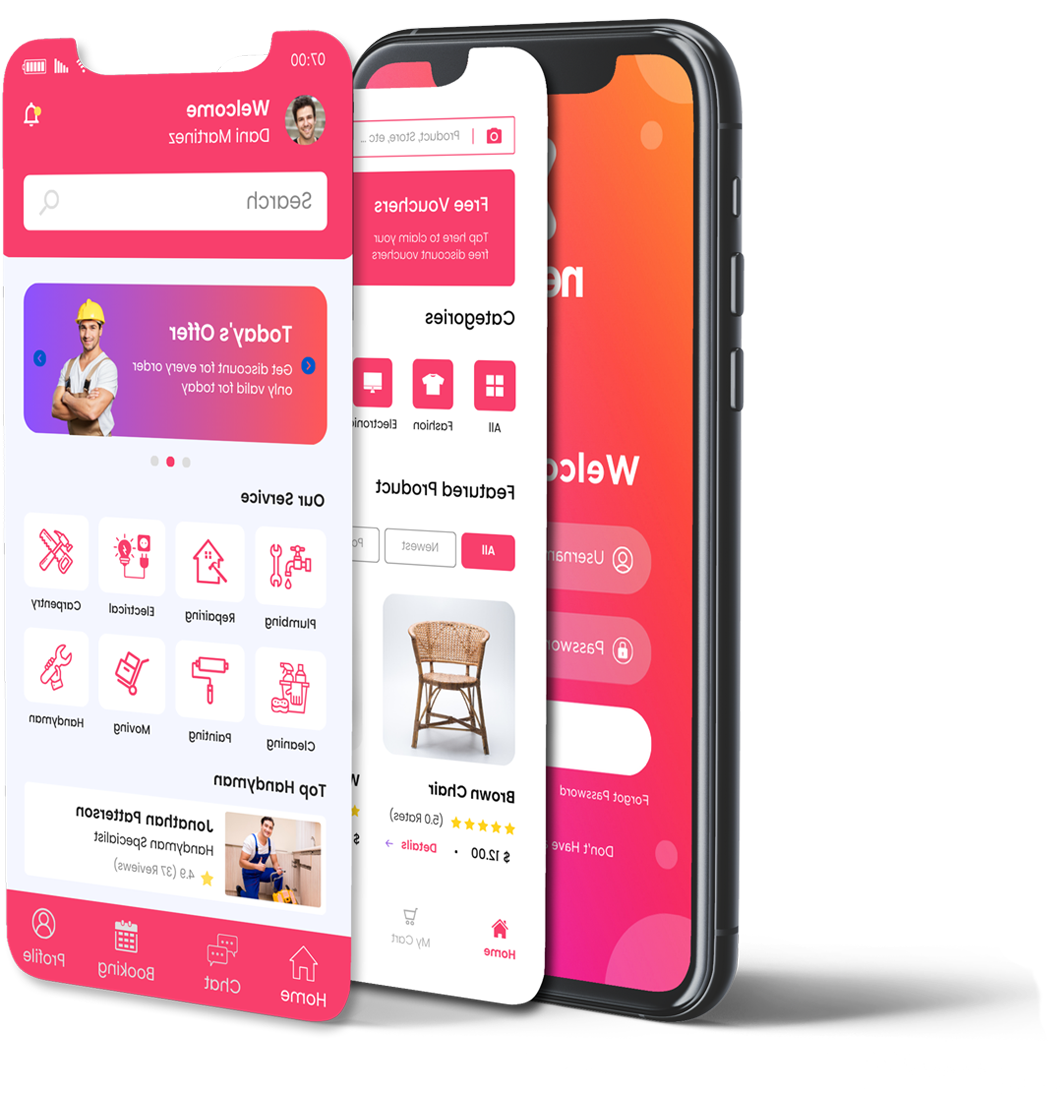 07:00
Welcome
Dani Martinez
Search
Today's Offer
Get discount for every order
only valid for today
Our Service
Plumbing
Repairing
Electrical
Carpentry
Cleaning
Painting
Moving
Handyman
Top Handyman
Jonathan Patterson
Handyman Specialist
4.9 (37 Reviews)
Home
Chat
Booking
Profile
Product, Store, etc ...
Free Vouchers
Tap here to claim your
free discount vouchers
Categories
All
Fashion
Electronic
Featured Product
All
Newest
Po
Brown Chair
(5.0 Rates)
$ 12.00 • Details
W
$
Home
My Cart
ne
Welco
Usernam
Passwor
Forgot Password
Don't Have a